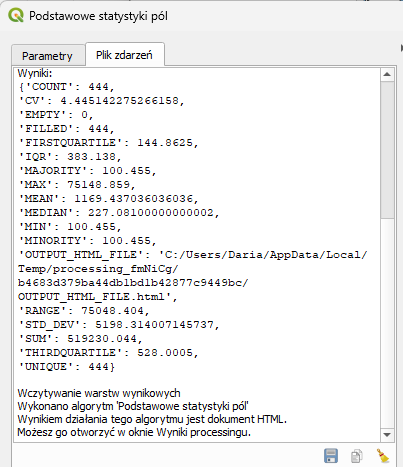 Podstawowe statystyki pól
Parametry
Plik zdarzeń
Wyniki:
{'COUNT': 444,
'CV': 4.445142275266158,
'EMPTY': 0,
'FILLED': 444,
'FIRSTQUARTILE': 144.8625,
'IQR': 383.138,
'MAJORITY': 100.455,
'MAX': 75148.859,
'MEAN': 1169.437036036036,
'MEDIAN': 227.08100000000002,
'MIN': 100.455,
'MINORITY': 100.455,
'OUTPUT_HTML_FILE': 'C:/Users/Daria/AppData/Local/
Temp/processing_fmNiCg/
b4683d379ba44db1bd1b42877c9449bc/
OUTPUT_HTML_FILE.html',
'RANGE': 75048.404,
'STD_DEV': 5198.314007145737,
'SUM': 519230.044,
'THIRDQUARTILE': 528.0005,
'UNIQUE': 444}
Wczytywanie warstw wynikowych
Wykonano algorytm 'Podstawowe statystyki pól'
Wynikiem działania tego algorytmu jest dokument HTML.
Możesz go otworzyć w oknie Wyniki processingu.